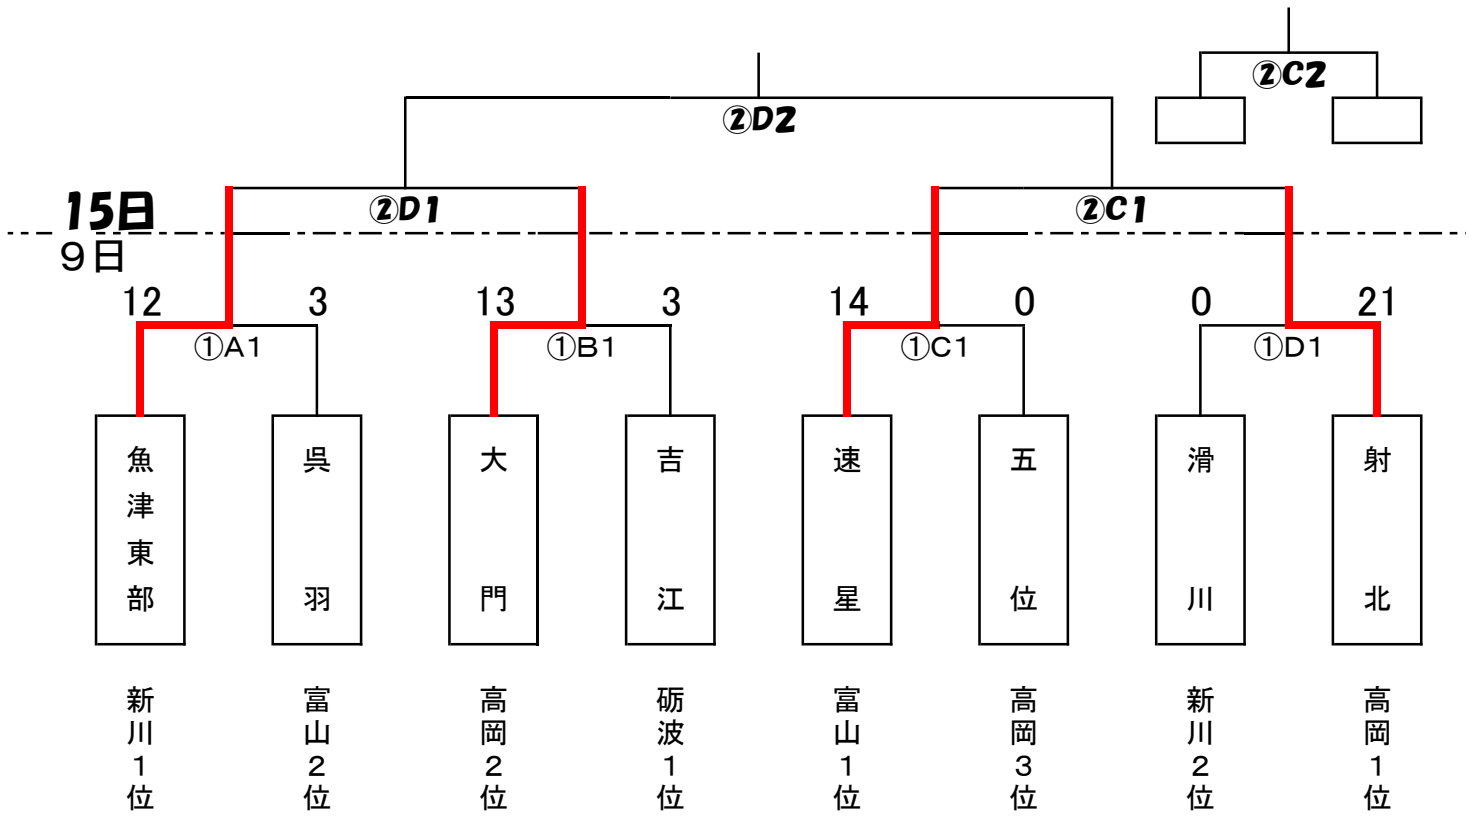 ②C2
②D2
15日
②D1
②C1
9日
12
3
13
3
14
0
0
21
①A1
①B1
①C1
①D1
魚津東部
呉羽
大門
吉江
速星
五位
滑川
射北
新川1位
富山2位
高岡2位
砺波1位
富山1位
高岡3位
新川2位
高岡1位